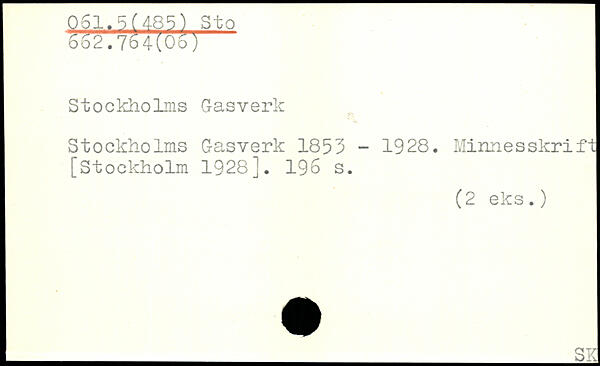 061.5(485) Sto
662.764(06)
Stockholms Gasverk
Stockholms Gasverk 1853 - 1928. Minnesskrift
[Stockholm 1928]. 196 s.
(2 eks.)
SK